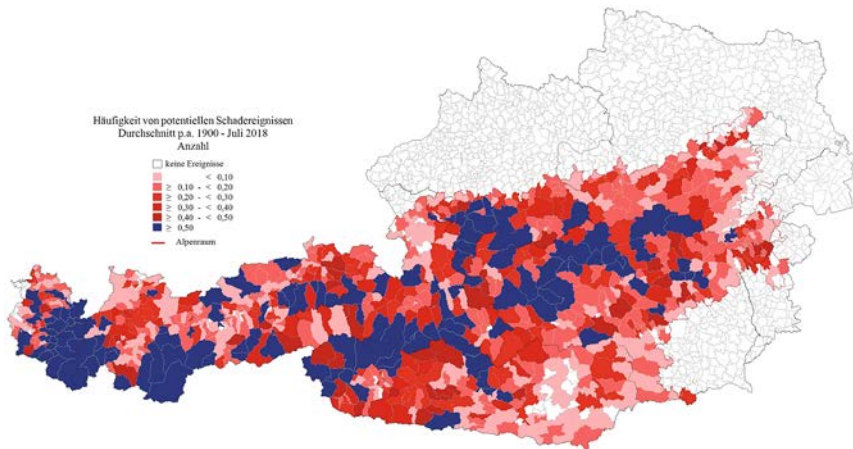 Häufigkeit von potentiellen Schadereignissen
Durchschnitt p.a. 1900 - Juli 2018
Anzahl
keine Ereignisse
< 0,10
≥ 0,10 - < 0,20
≥ 0,20 - < 0,30
≥ 0,30 - < 0,40
≥ 0,40 - < 0,50
≥ 0,50
Alpenraum